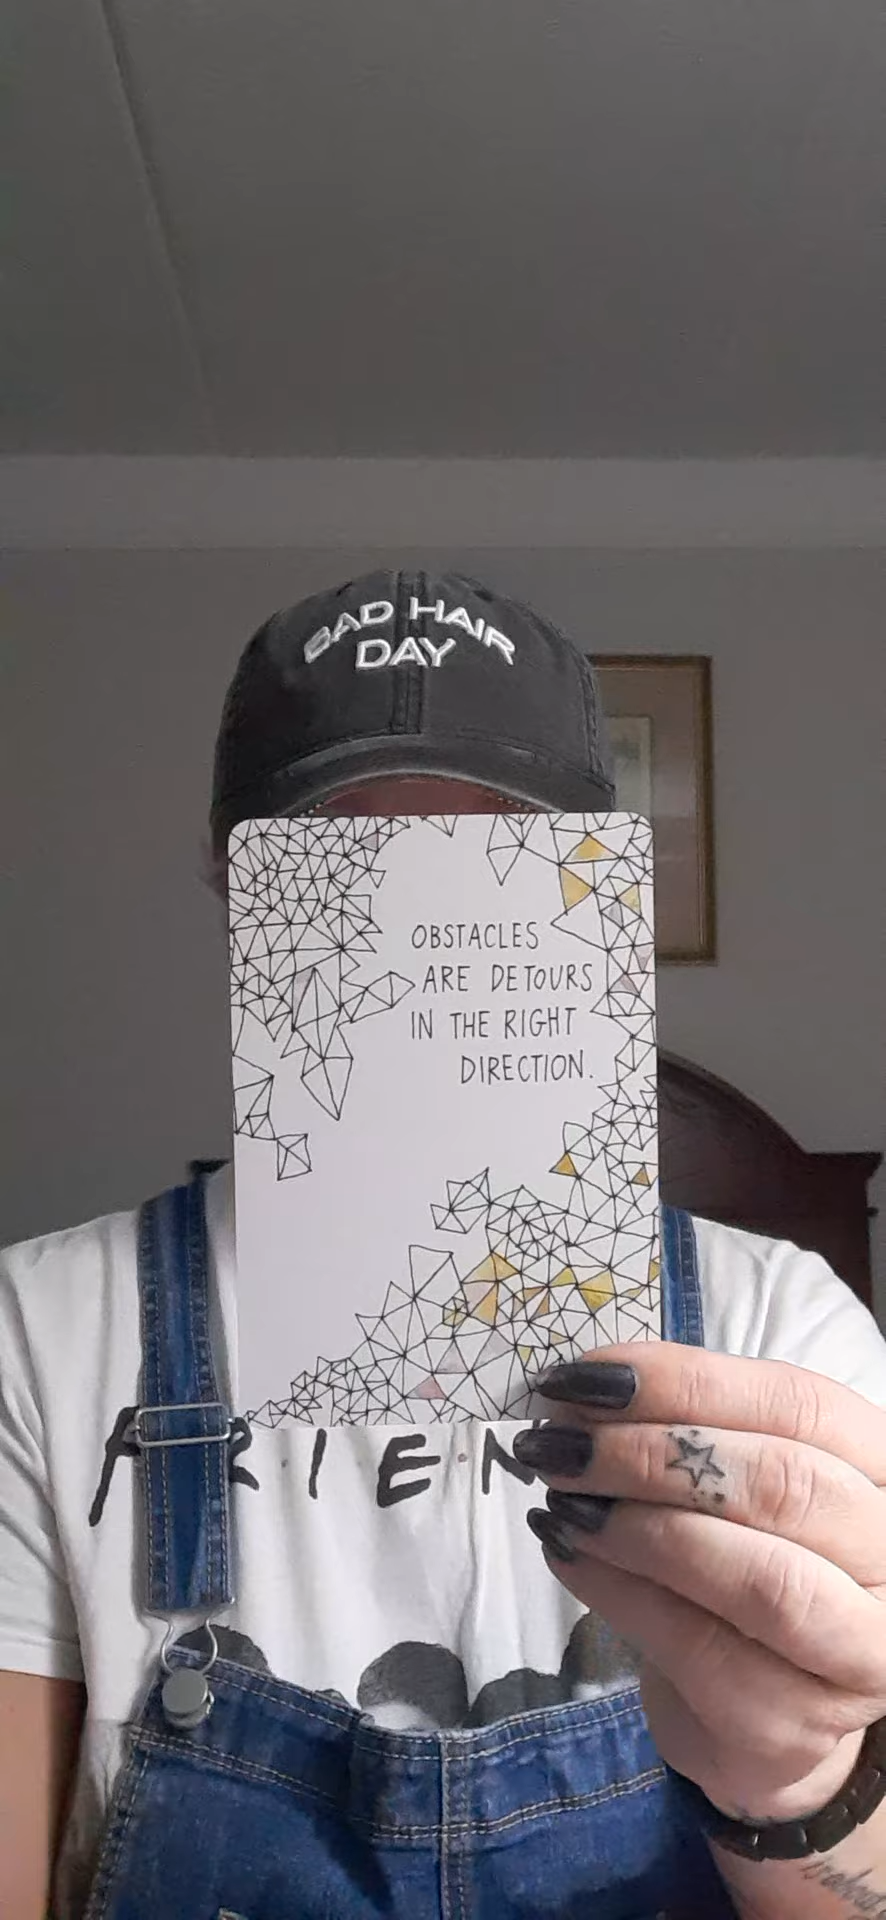 BAD HAIR
DAY
OBSTACLES
ARE DETOURS
IN THE RIGHT
DIRECTION.